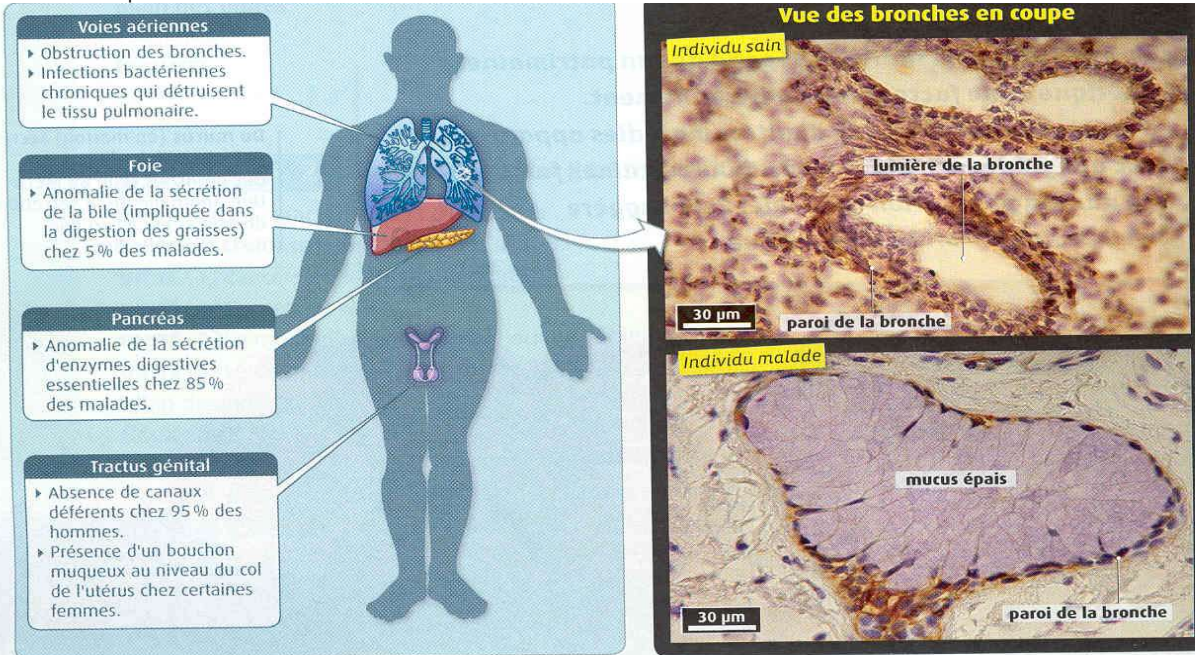 Voies aériennes
▸ Obstruction des bronches.
▸ Infections bactériennes
chroniques qui détruisent
le tissu pulmonaire.
Foie
▸ Anomalie de la sécrétion
de la bile (impliquée dans
la digestion des graisses)
chez 5 % des malades.
Pancréas
▸ Anomalie de la sécrétion
d'enzymes digestives
essentielles chez 85 %
des malades.
Tractus génital
▸ Absence de canaux
déférents chez 95 % des
hommes.
▸ Présence d'un bouchon
muqueux au niveau du col
de l'utérus chez certaines
femmes.
Vue des bronches en coupe
Individu sain
lumière de la bronche
30 µm
paroi de la bronche
Individu malade
mucus épais
30 µm
paroi de la bronche